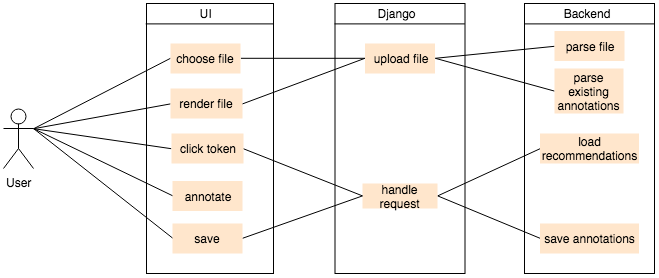 UI
Django
Backend
choose file
upload file
parse file
render file
parse
existing
annotations
click token
load
recommendations
User
annotate
handle
request
save
save annotations